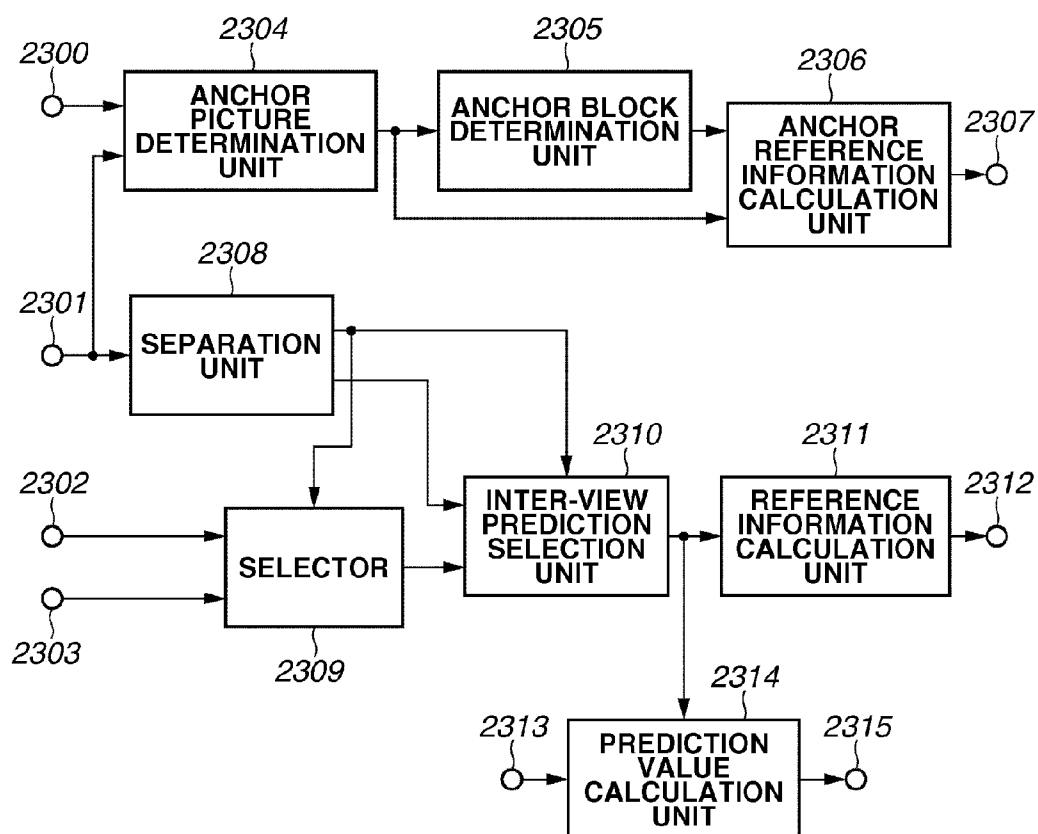 2304
2305
2300
2306
ANCHOR
PICTURE
DETERMINATION
UNIT
ANCHOR BLOCK
DETERMINATION
UNIT
ANCHOR
REFERENCE
INFORMATION
CALCULATION
UNIT
2307
2308
2301
SEPARATION
UNIT
2310
2311
2302
2312
INTER-VIEW
PREDICTION
SELECTION
UNIT
REFERENCE
INFORMATION
CALCULATION
UNIT
SELECTOR
2303
2309
2314
2313
2315
PREDICTION
VALUE
CALCULATION
UNIT